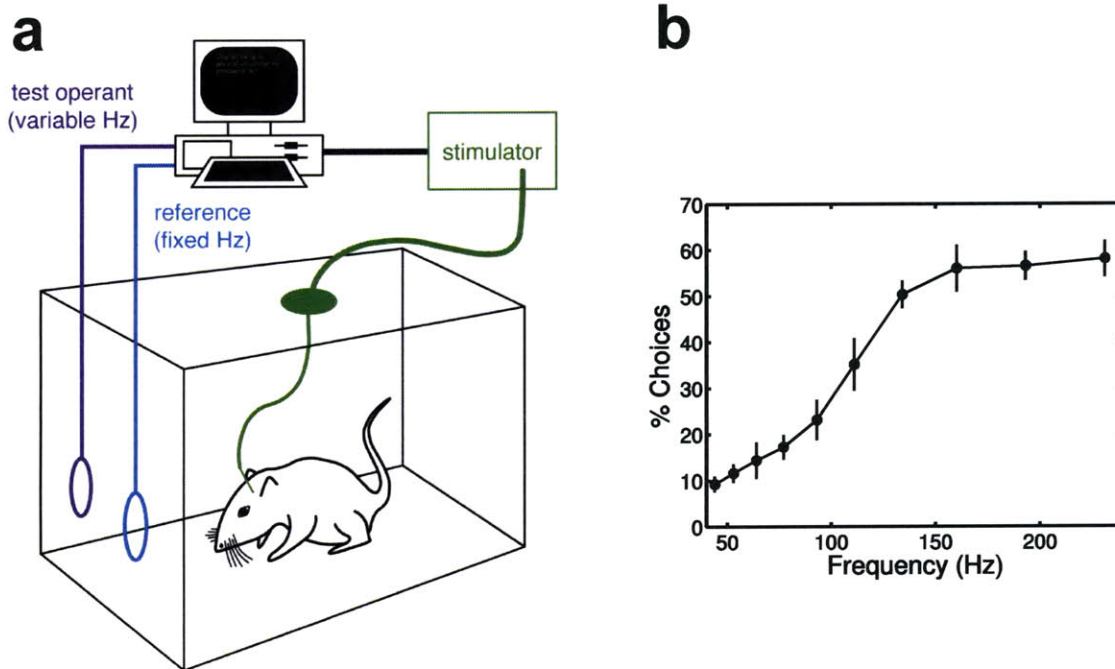 a
test operant
(variable Hz)
stimulator
reference
(fixed Hz)
b
70
60
50
40
30
20
10
0
% Choices
50
100
150
200
Frequency (Hz)